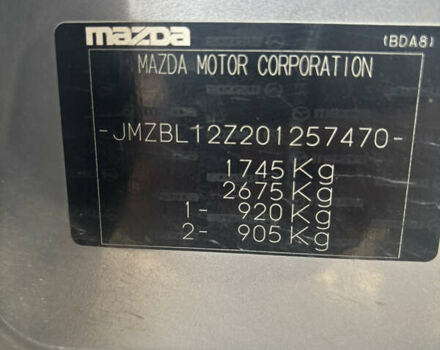 mazda
(BDA8)
MAZDA MOTOR CORPORATION
-JMZBL12Z201257470-
1745 Kg
2675 Kg
1- 920 Kg
2- 905 Kg